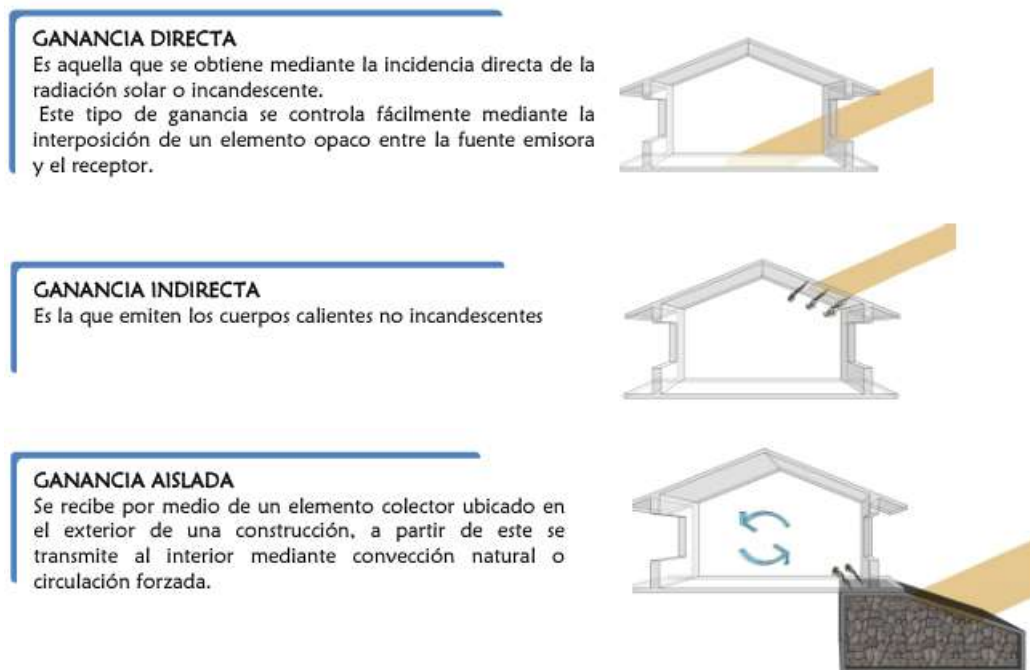 GANANCIA DIRECTA
Es aquella que se obtiene mediante la incidencia directa de la
radiación solar o incandescente.
Este tipo de ganancia se controla fácilmente mediante la
interposición de un elemento opaco entre la fuente emisora
y el receptor.
GANANCIA INDIRECTA
Es la que emiten los cuerpos calientes no incandescentes
GANANCIA AISLADA
Se recibe por medio de un elemento colector ubicado en
el exterior de una construcción, a partir de este se
transmite al interior mediante convección natural o
circulación forzada.